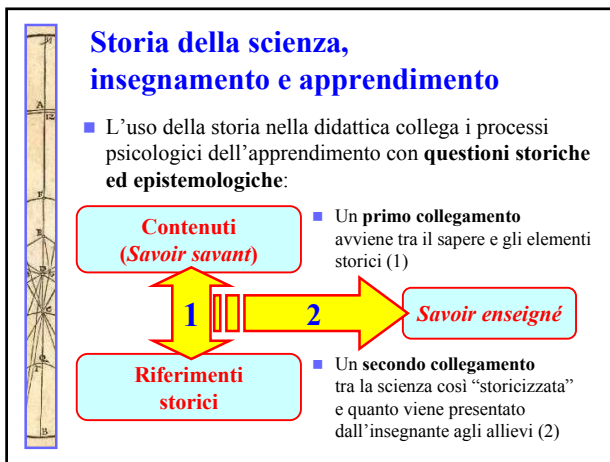 Storia della scienza,
insegnamento e apprendimento
L'uso della storia nella didattica collega i processi
psicologici dell'apprendimento con questioni storiche
ed epistemologiche:
Contenuti
(Savoir savant)
Un primo collegamento
avviene tra il sapere e gli elementi
storici (1)
1
2
Savoir enseigné
Riferimenti
storici
Un secondo collegamento
tra la scienza così "storicizzata"
e quanto viene presentato
dall'insegnante agli allievi (2)
A
12
F
E
C
B